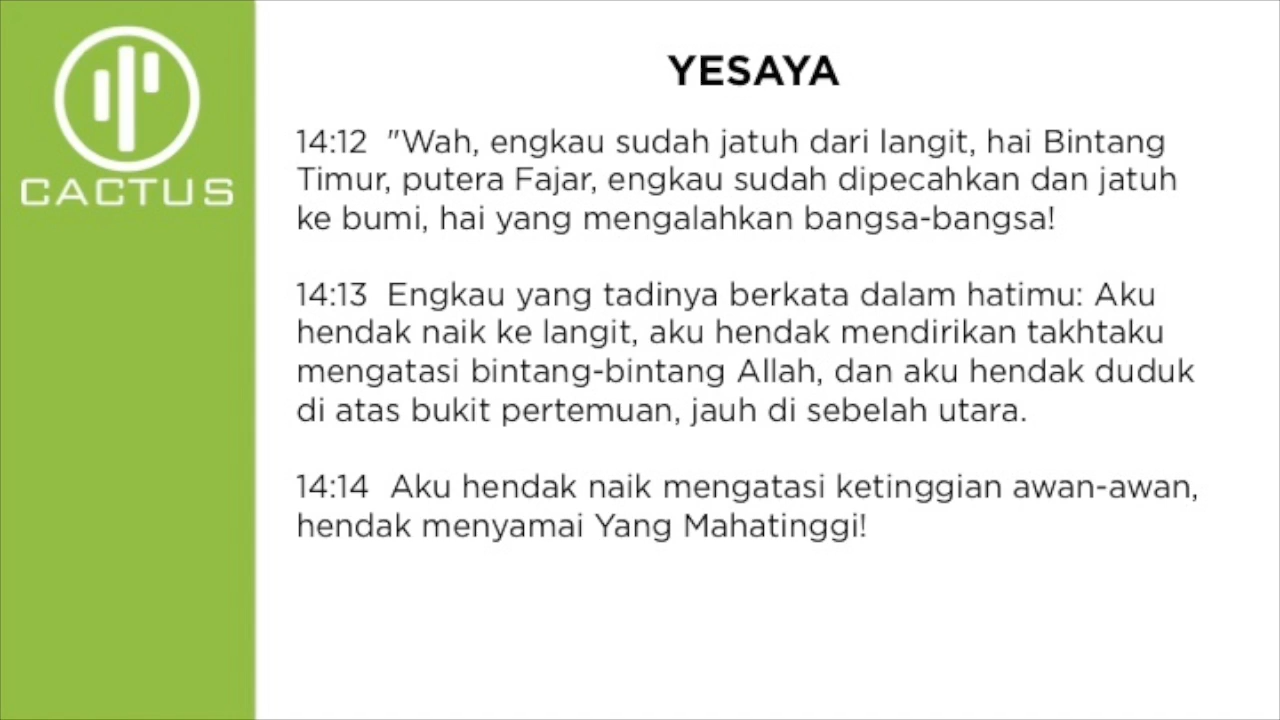 CACTUS
YESAYA
14:12 "Wah, engkau sudah jatuh dari langit, hai Bintang
Timur, putera Fajar, engkau sudah dipecahkan dan jatuh
ke bumi, hai yang mengalahkan bangsa-bangsa!
14:13 Engkau yang tadinya berkata dalam hatimu: Aku
hendak naik ke langit, aku hendak mendirikan takhtaku
mengatasi bintang-bintang Allah, dan aku hendak duduk
di atas bukit pertemuan, jauh di sebelah utara.
14:14 Aku hendak naik mengatasi ketinggian awan-awan,
hendak menyamai Yang Mahatinggi!